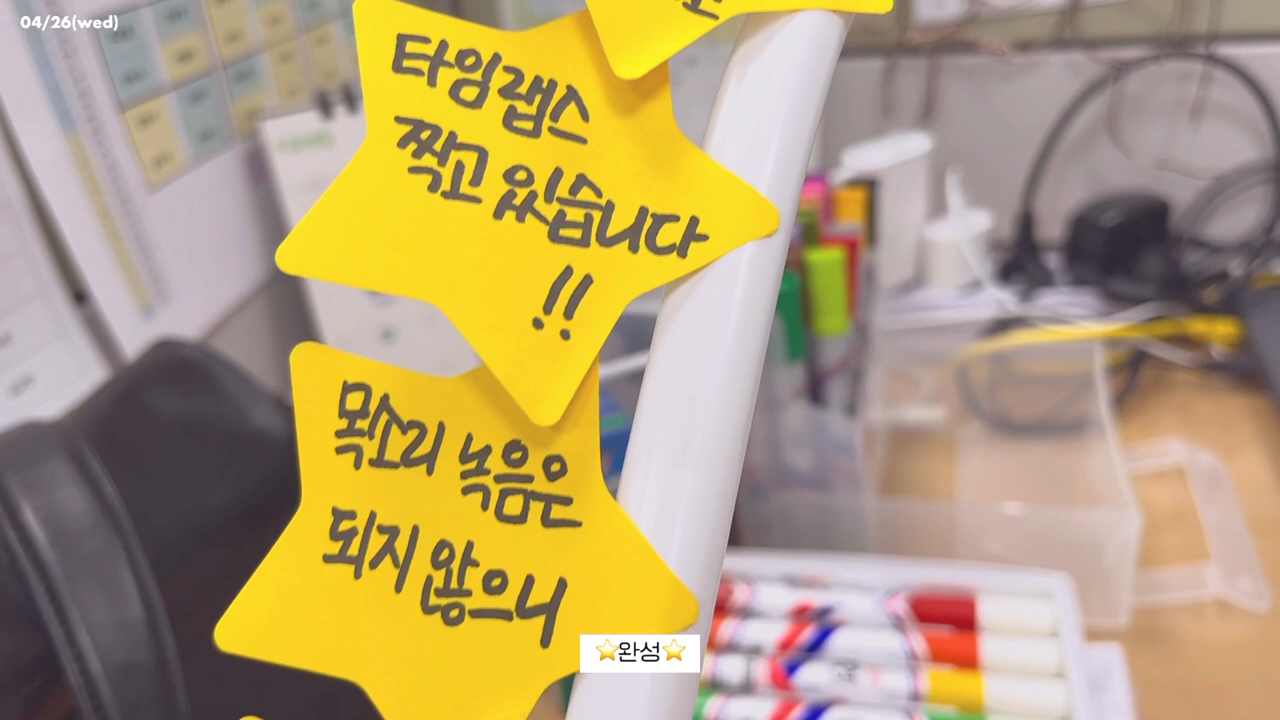 04/26(wed)
고
타임랩스
찍고 있습니다
!!
목소리 녹음은
되지 않으니
⭐완성⭐